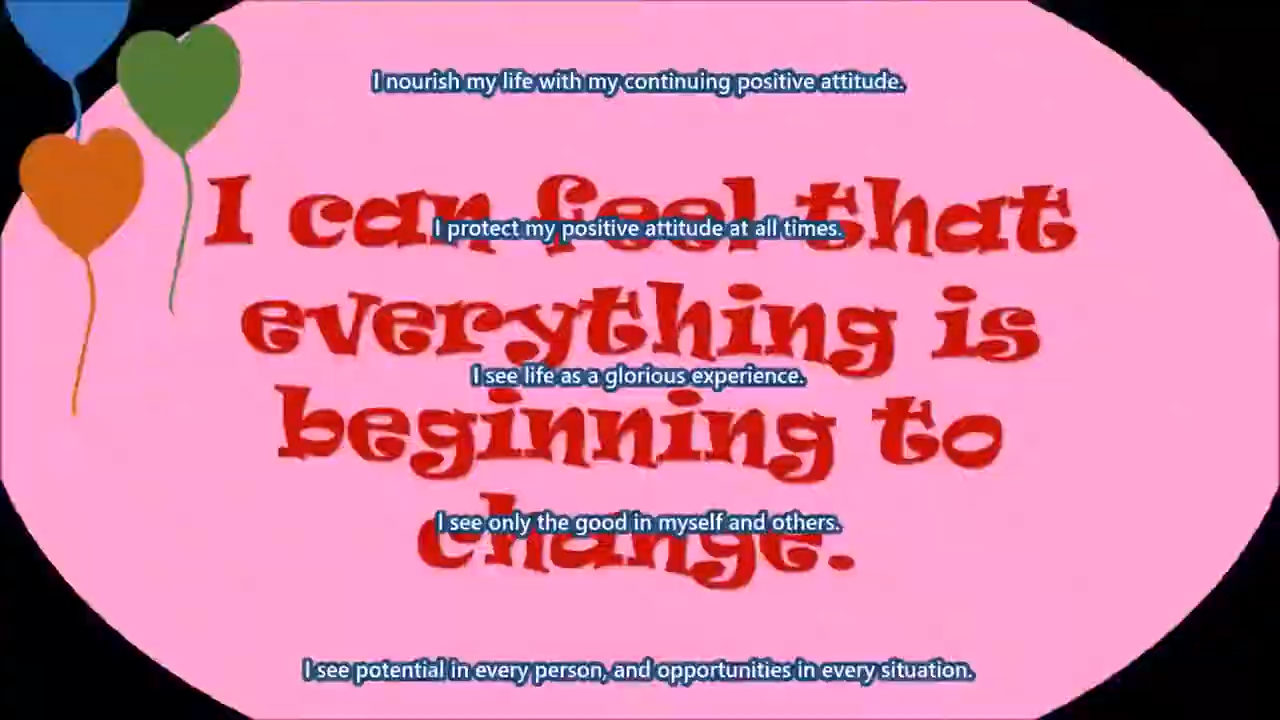 I nourish my life with my continuing positive attitude.
I can feel that
I protect my positive attitude at all times.
everything is
I see life as a glorious experience.
beginning to
I see only the good in myself and others.
change.
I see potential in every person, and opportunities in every situation.